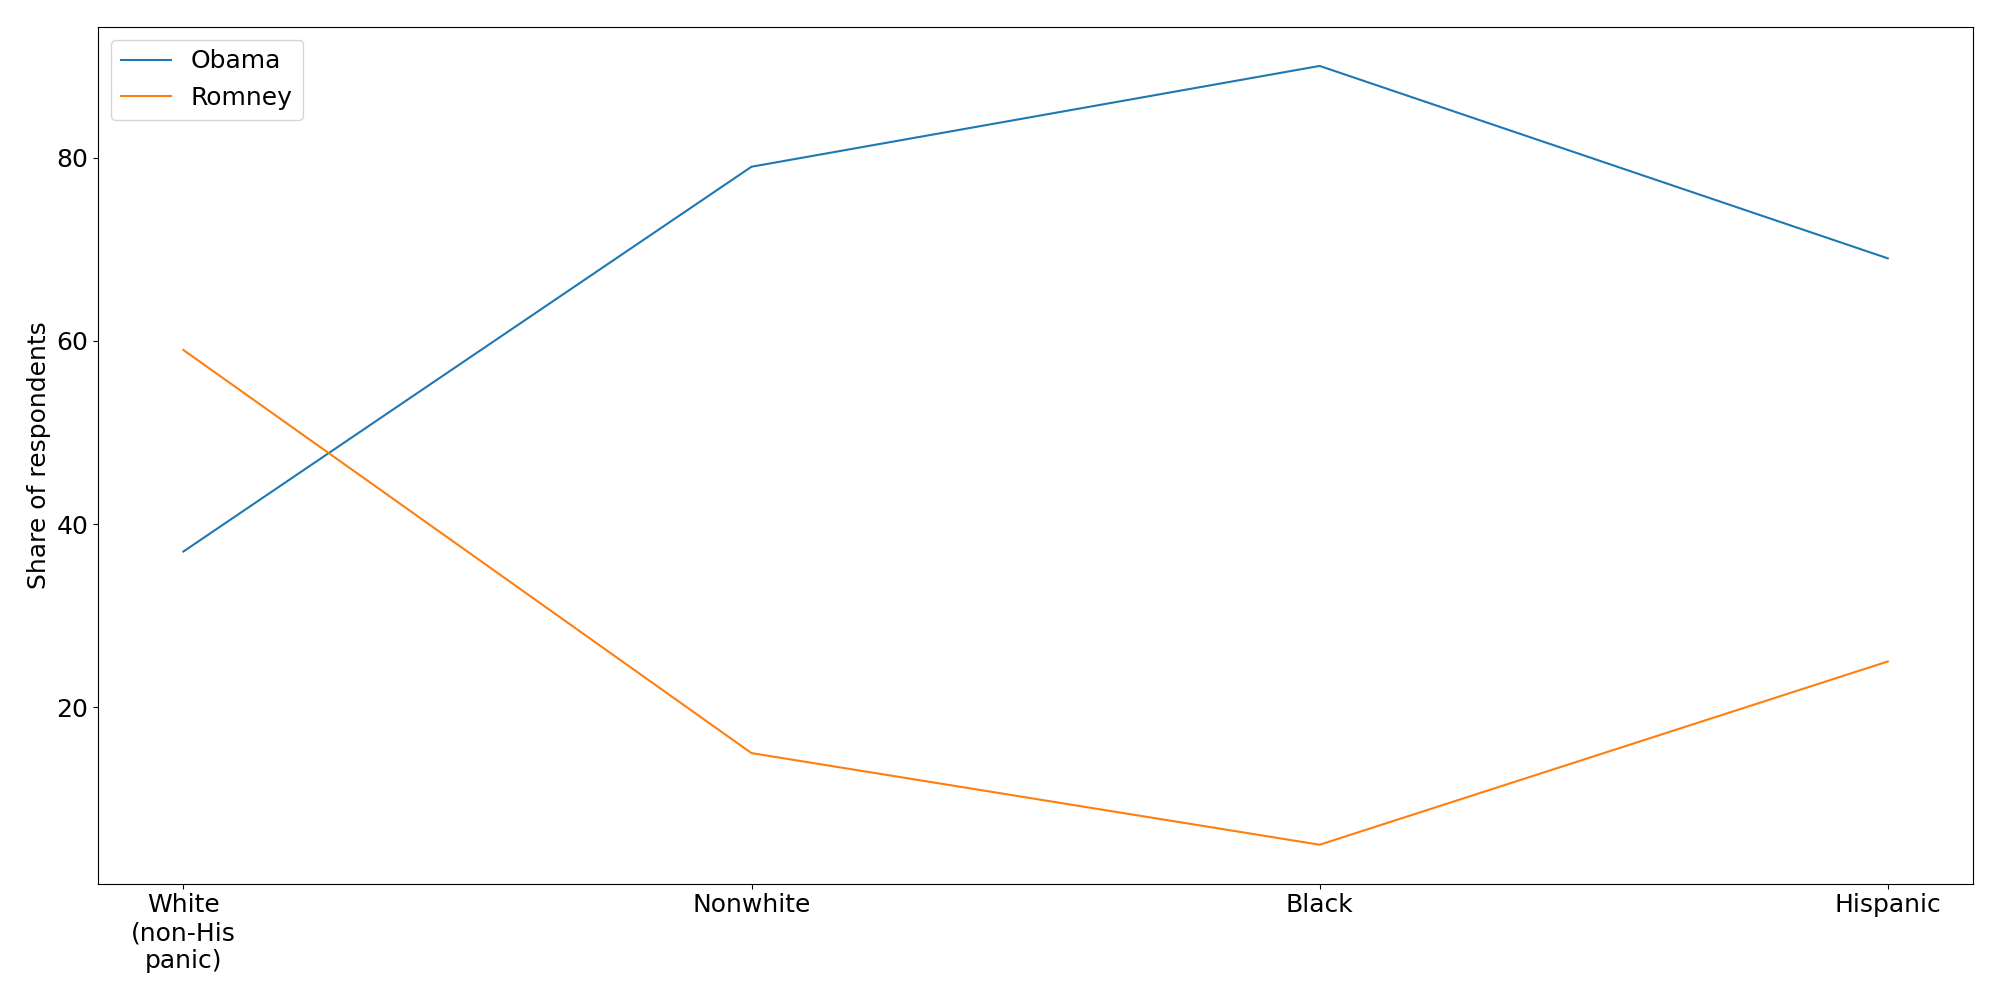 Obama
Romney
Share of respondents
80
60
40
20
White
(non-His
panic)
Nonwhite
Black
Hispanic